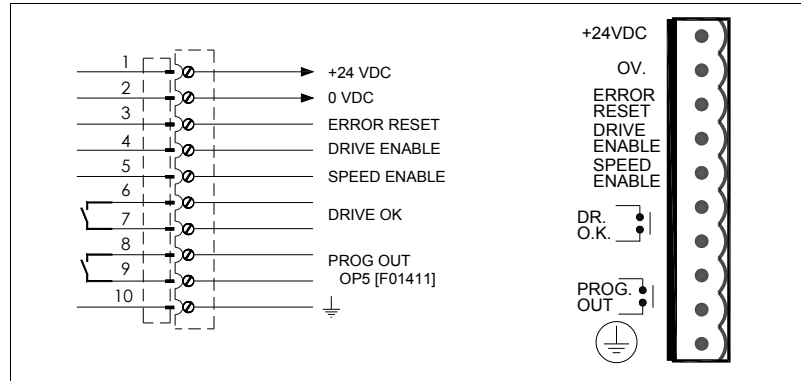 1
+24 VDC
2
0 VDC
3
ERROR RESET
4
DRIVE ENABLE
5
SPEED ENABLE
6
DRIVE OK
7
8
PROG OUT
9
OP5 [F01411]
10
+24VDC
OV.
ERROR
RESET
DRIVE
ENABLE
SPEED
ENABLE
DR.
O.K.
PROG.
OUT